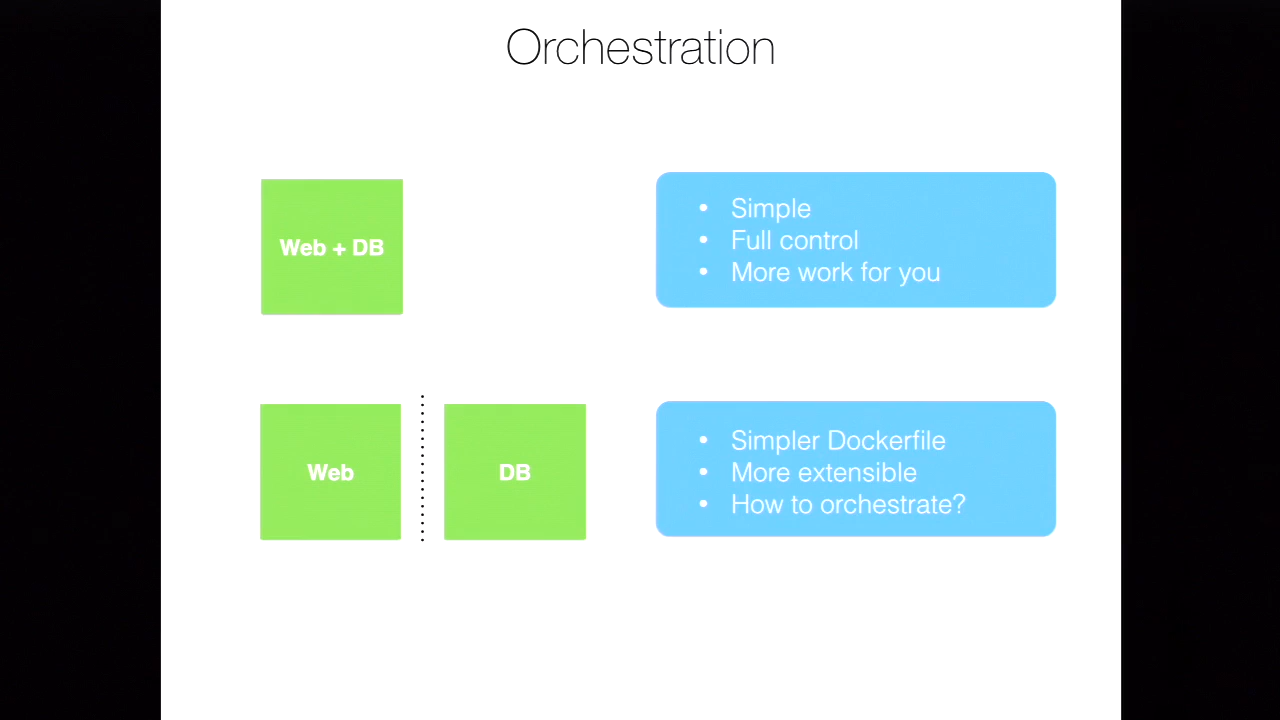 Orchestration
Web + DB
• Simple
• Full control
• More work for you
Web
DB
• Simpler Dockerfile
• More extensible
• How to orchestrate?